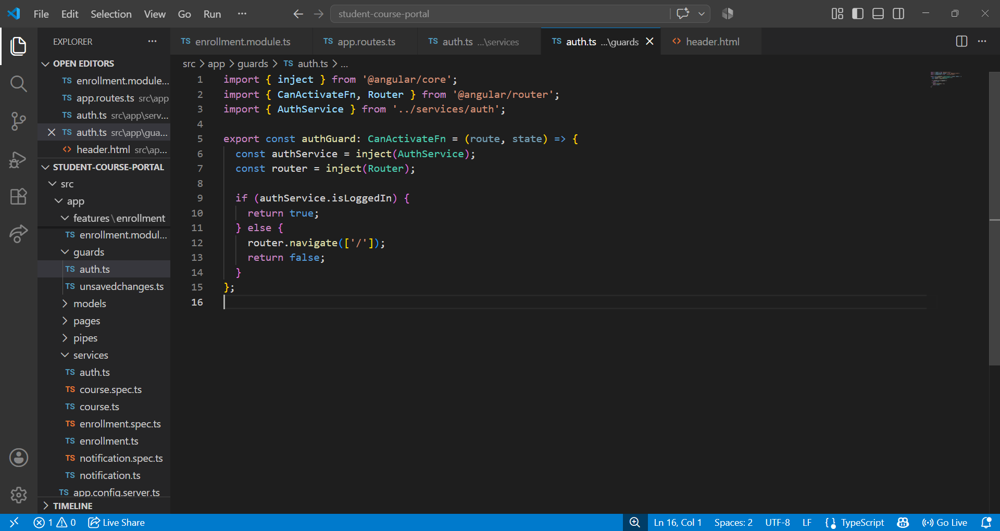 File Edit Selection View Go Run ··· student-course-portal
EXPLORER ···
OPEN EDITORS
TS enrollment.module...
TS app.routes.ts src\app
TS auth.ts src\app\serv...
TS auth.ts src\app\gua...
<> header.html src\ap...
STUDENT-COURSE-PORTAL
src
app
features\enrollment
TS enrollment.modul...
guards
TS auth.ts
TS unsavedchanges.ts
models
pages
pipes
services
TS auth.ts
TS course.spec.ts
TS course.ts
TS enrollment.spec.ts
TS enrollment.ts
TS notification.spec.ts
TS notification.ts
TS app.config.server.ts
TIMELINE
TS enrollment.module.ts TS app.routes.ts TS auth.ts ...\services TS auth.ts ...\guards <> header.html
src > app > guards > TS auth.ts > ...
1 import { inject } from '@angular/core';
2 import { CanActivateFn, Router } from '@angular/router';
3 import { AuthService } from '../services/auth';
4
5 export const authGuard: CanActivateFn = (route, state) => {
6 const authService = inject(AuthService);
7 const router = inject(Router);
8
9 if (authService.isLoggedIn) {
10 return true;
11 } else {
12 router.navigate(['/']);
13 return false;
14 }
15 };
16
1 0 Live Share Ln 16, Col 1 Spaces: 2 UTF-8 LF {} TypeScript Go Live